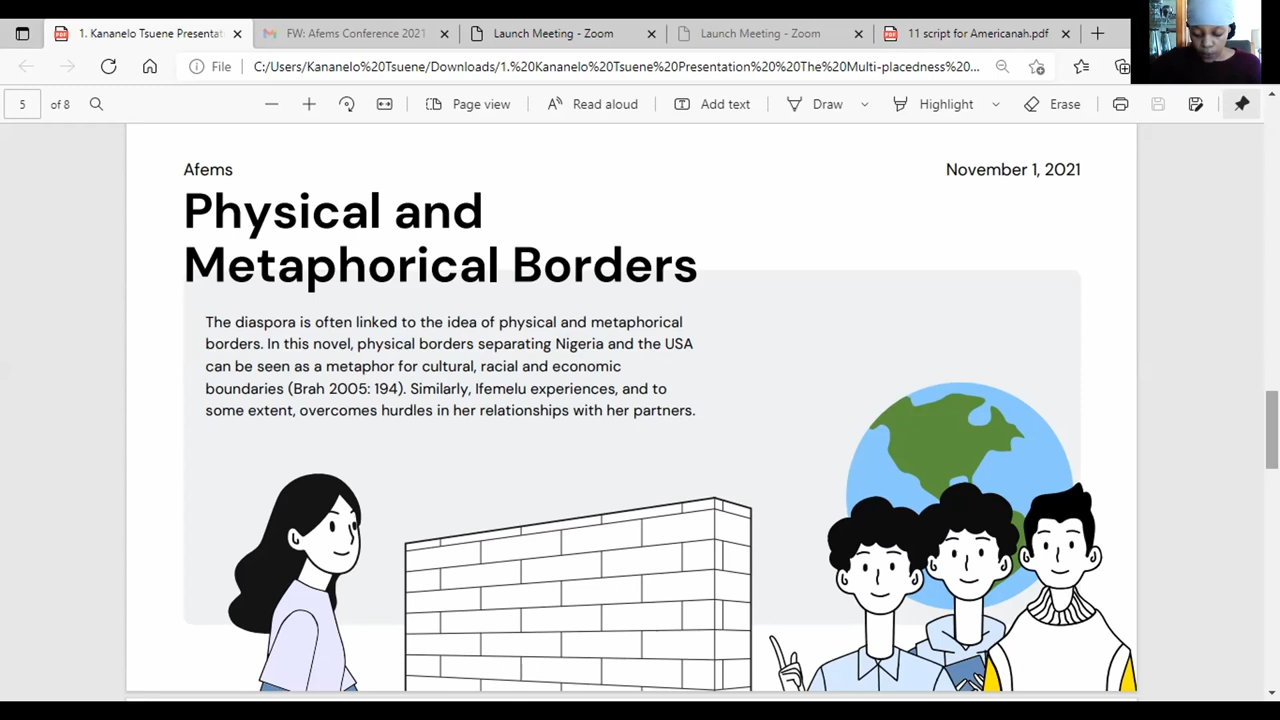 1. Kananelo Tsuene Presentat
FW: Afems Conference 2021
Launch Meeting - Zoom
Launch Meeting - Zoom
11 script for Americanah.pdf
File
C:/Users/Kananelo%20Tsuene/Downloads/1.%20Kananelo%20Tsuene%20Presentation%20%20The%20Multi-placedness%20...
5 of 8
Page view
Read aloud
Add text
Draw
Highlight
Erase
Afems
November 1, 2021
Physical and
Metaphorical Borders
The diaspora is often linked to the idea of physical and metaphorical
borders. In this novel, physical borders separating Nigeria and the USA
can be seen as a metaphor for cultural, racial and economic
boundaries (Brah 2005: 194). Similarly, Ifemelu experiences, and to
some extent, overcomes hurdles in her relationships with her partners.